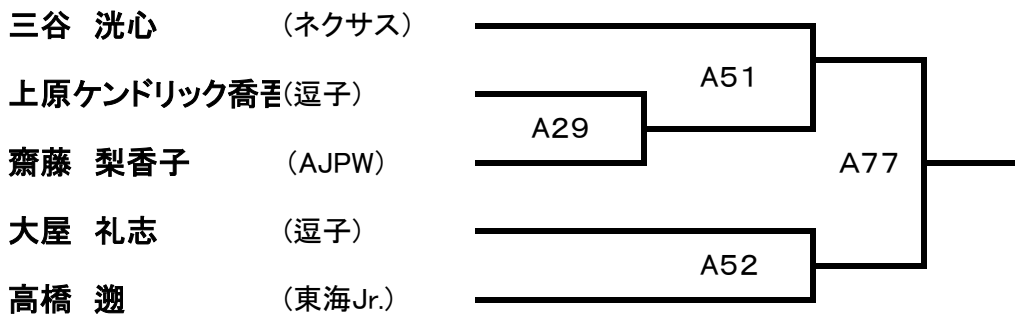 三谷　洸心　（ネクサス）
A51
上原ケンドリック喬吾（逗子）
A29
齋藤　梨香子　（AJPW）
A77
大屋　礼志　（逗子）
A52
高橋　遡　（東海Jr.）